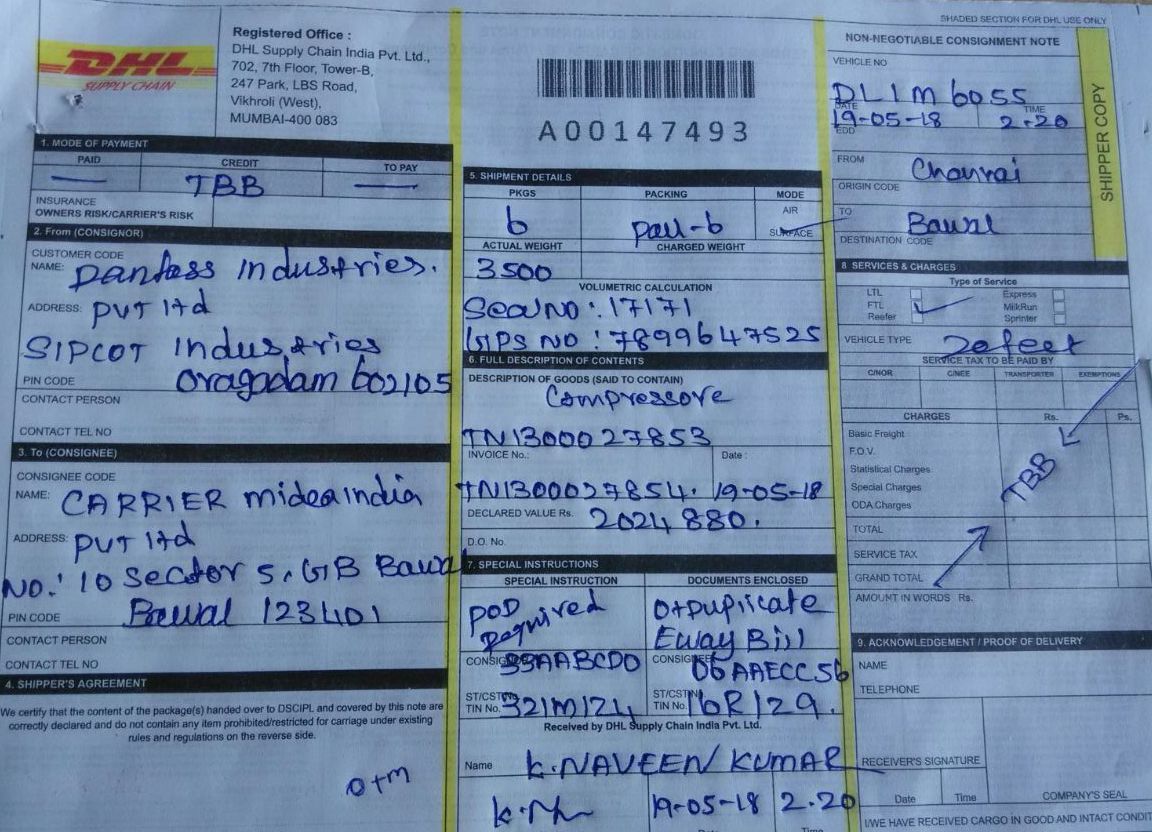 SHADED SECTION FOR DHL USE ONLY
DHL
SUPPLY CHAIN
Registered Office :
DHL Supply Chain India Pvt. Ltd.,
702, 7th Floor, Tower-B,
247 Park, LBS Road,
Vikhroli (West),
MUMBAI-400 083
1. MODE OF PAYMENT
PAID CREDIT TO PAY
TBB
INSURANCE
OWNERS RISK/CARRIER'S RISK
2. From (CONSIGNOR)
CUSTOMER CODE
NAME: Danfoss Industries.
ADDRESS: PVT ltd
SIPCOT Industries
PIN CODE Oragadam 602105
CONTACT PERSON
CONTACT TEL NO
3. To (CONSIGNEE)
CONSIGNEE CODE
NAME: CARRIER midea india
ADDRESS: PVT ltd
NO: 10 Sector 5, GB Bawal
PIN CODE Bawal 123401
CONTACT PERSON
CONTACT TEL NO
4. SHIPPER'S AGREEMENT
We certify that the content of the package(s) handed over to DSCIPL and covered by this note are
correctly declared and do not contain any item prohibited/restricted for carriage under existing
rules and regulations on the reverse side.
A00147493
5. SHIPMENT DETAILS
PKGS PACKING MODE
6 AIR
SURFACE
ACTUAL WEIGHT CHARGED WEIGHT
3500
VOLUMETRIC CALCULATION
Seal NO: 17171
GPS NO: 7899647525
6. FULL DESCRIPTION OF CONTENTS
DESCRIPTION OF GOODS (SAID TO CONTAIN)
Compressore
TN1300027853
INVOICE No.: Date :
TN1300027854. 19-05-18
DECLARED VALUE Rs. 2024880.
D.O. No.
7. SPECIAL INSTRUCTIONS
SPECIAL INSTRUCTION DOCUMENTS ENCLOSED
POD Required
O+Duplicate
Eway Bill
33AABCD0 06AAECC56
ST/CST TIN No. 321M1Z4
ST/CST TIN No. 16R1Z9.
Received by DHL Supply Chain India Pvt. Ltd.
Name K.NAVEEN KUMAR
19-05-18 2.20
NON-NEGOTIABLE CONSIGNMENT NOTE
SHIPPER COPY
VEHICLE NO
DL1M6055
DATE TIME
19-05-18 2-20
EDD
FROM Chennai
ORIGIN CODE
TO Bawal
DESTINATION CODE
8 SERVICES & CHARGES
Type of Service
LTL Express
FTL MilkRun
Reefer Sprinter
VEHICLE TYPE 20feet
SERVICE TAX TO BE PAID BY
C/NOR C/NEE TRANSPORTER EXEMPTIONS
CHARGES Rs. Ps.
Basic Freight
F.O.V.
Statistical Charges
Special Charges
ODA Charges
TBB
TOTAL
SERVICE TAX
GRAND TOTAL
AMOUNT IN WORDS Rs.
9. ACKNOWLEDGEMENT / PROOF OF DELIVERY
NAME
TELEPHONE
RECEIVER'S SIGNATURE
Date Time COMPANY'S SEAL
I/WE HAVE RECEIVED CARGO IN GOOD AND INTACT CONDIT